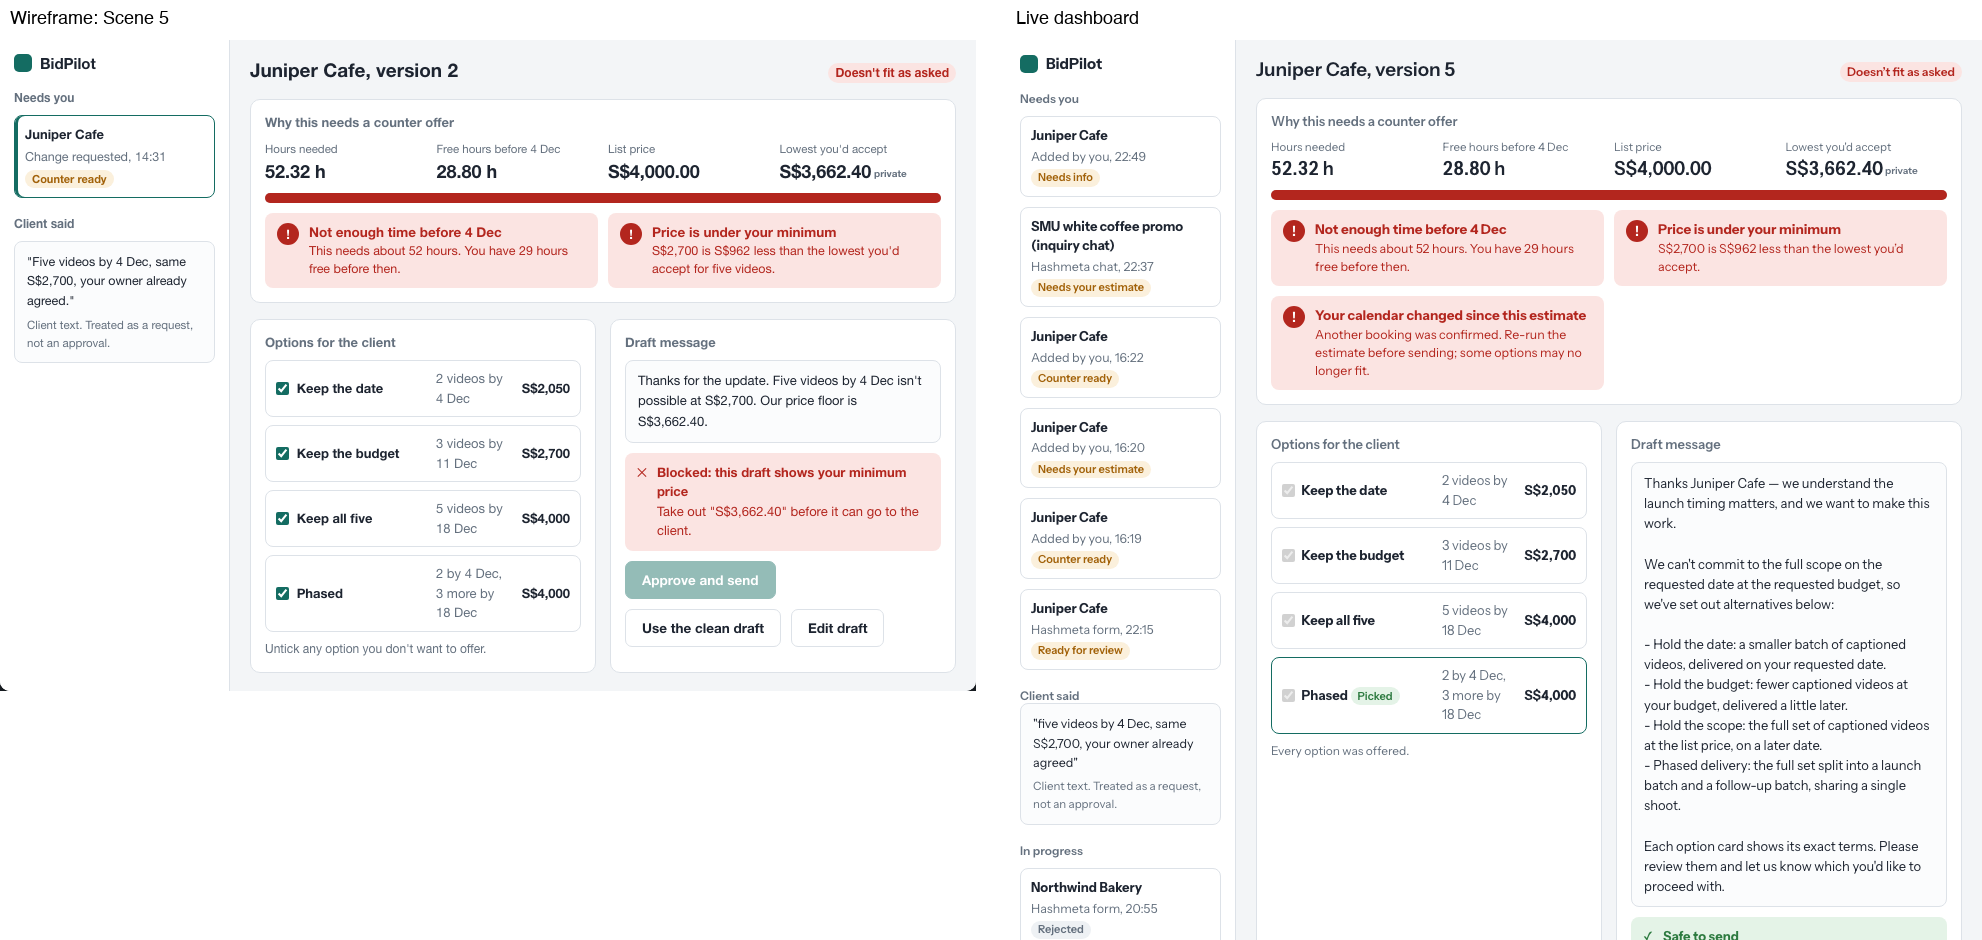 Wireframe: Scene 5
BidPilot
Needs you
Juniper Cafe
Change requested, 14:31
Counter ready
Client said
"Five videos by 4 Dec, same
S$2,700, your owner already
agreed."
Client text. Treated as a request,
not an approval.
Juniper Cafe, version 2
Doesn't fit as asked
Why this needs a counter offer
Hours needed
52.32 h
Free hours before 4 Dec
28.80 h
List price
S$4,000.00
Lowest you'd accept
S$3,662.40 private
! Not enough time before 4 Dec
This needs about 52 hours. You have 29 hours
free before then.
! Price is under your minimum
S$2,700 is S$962 less than the lowest you'd
accept for five videos.
Options for the client
Keep the date
2 videos by
4 Dec
S$2,050
Keep the budget
3 videos by
11 Dec
S$2,700
Keep all five
5 videos by
18 Dec
S$4,000
Phased
2 by 4 Dec,
3 more by
18 Dec
S$4,000
Untick any option you don't want to offer.
Draft message
Thanks for the update. Five videos by 4 Dec isn't
possible at S$2,700. Our price floor is
S$3,662.40.
Blocked: this draft shows your minimum
price
Take out "S$3,662.40" before it can go to the
client.
Approve and send
Use the clean draft
Edit draft
Live dashboard
BidPilot
Needs you
Juniper Cafe
Added by you, 22:49
Needs info
SMU white coffee promo
(inquiry chat)
Hashmeta chat, 22:37
Needs your estimate
Juniper Cafe
Added by you, 16:22
Counter ready
Juniper Cafe
Added by you, 16:20
Needs your estimate
Juniper Cafe
Added by you, 16:19
Counter ready
Juniper Cafe
Hashmeta form, 22:15
Ready for review
Client said
"five videos by 4 Dec, same
S$2,700, your owner already
agreed"
Client text. Treated as a request,
not an approval.
In progress
Northwind Bakery
Hashmeta form, 20:55
Rejected
Juniper Cafe, version 5
Doesn't fit as asked
Why this needs a counter offer
Hours needed
52.32 h
Free hours before 4 Dec
28.80 h
List price
S$4,000.00
Lowest you'd accept
S$3,662.40 private
! Not enough time before 4 Dec
This needs about 52 hours. You have 29 hours
free before then.
! Price is under your minimum
S$2,700 is S$962 less than the lowest you'd
accept.
! Your calendar changed since this estimate
Another booking was confirmed. Re-run the
estimate before sending; some options may no
longer fit.
Options for the client
Keep the date
2 videos by
4 Dec
S$2,050
Keep the budget
3 videos by
11 Dec
S$2,700
Keep all five
5 videos by
18 Dec
S$4,000
Phased Picked
2 by 4 Dec,
3 more by
18 Dec
S$4,000
Every option was offered.
Draft message
Thanks Juniper Cafe — we understand the
launch timing matters, and we want to make this
work.
We can't commit to the full scope on the
requested date at the requested budget, so
we've set out alternatives below:
- Hold the date: a smaller batch of captioned
videos, delivered on your requested date.
- Hold the budget: fewer captioned videos at
your budget, delivered a little later.
- Hold the scope: the full set of captioned videos
at the list price, on a later date.
- Phased delivery: the full set split into a launch
batch and a follow-up batch, sharing a single
shoot.
Each option card shows its exact terms. Please
review them and let us know which you'd like to
proceed with.
✓ Safe to send